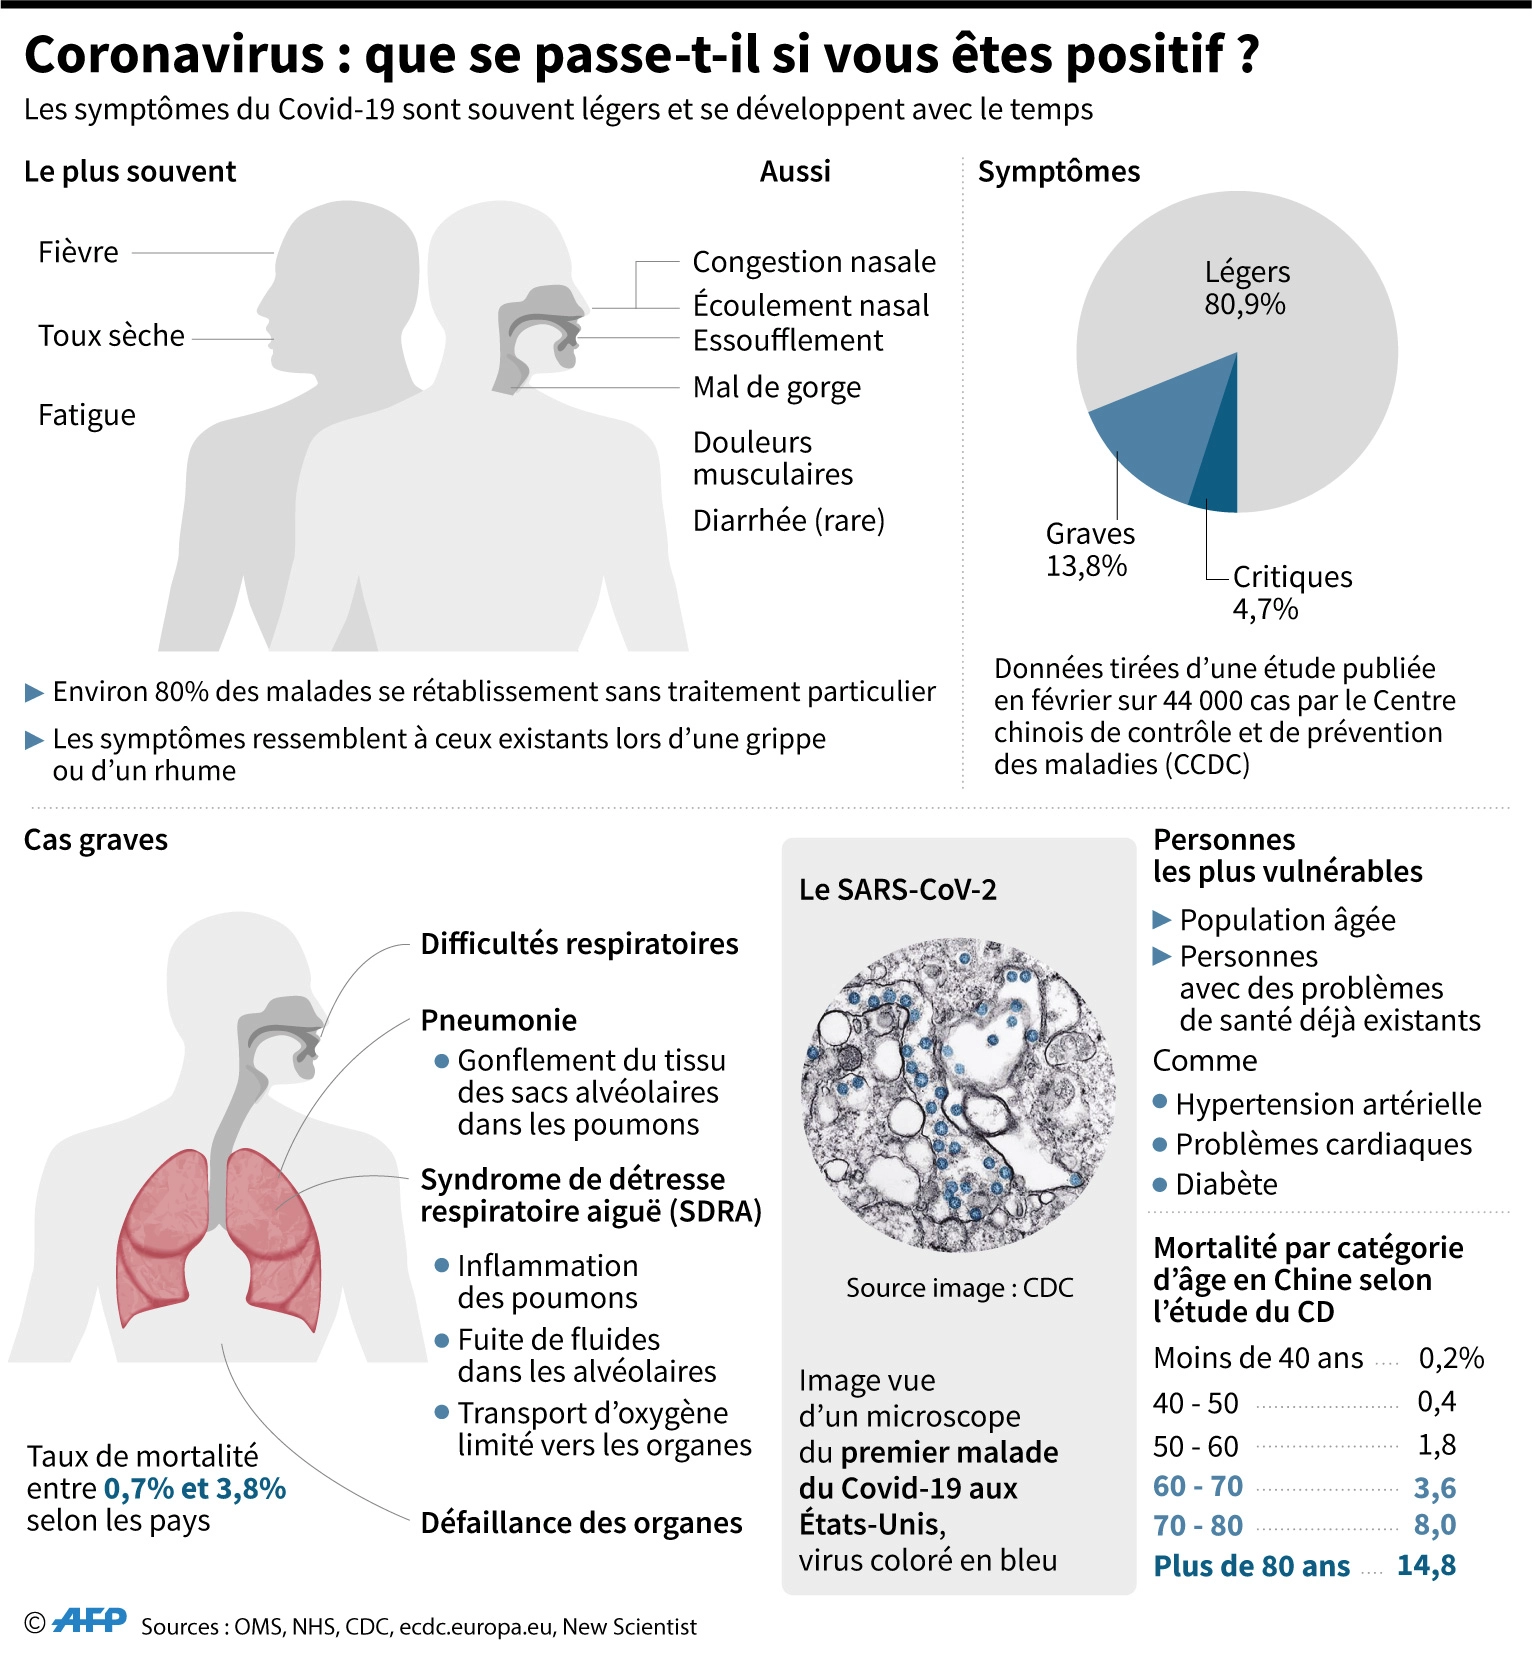 Coronavirus : que se passe-t-il si vous êtes positif ?
Les symptômes du Covid-19 sont souvent légers et se développent avec le temps
Le plus souvent
Fièvre
Toux sèche
Fatigue
Aussi
Congestion nasale
Écoulement nasal
Essoufflement
Mal de gorge
Douleurs
musculaires
Diarrhée (rare)
▶ Environ 80% des malades se rétablissement sans traitement particulier
▶ Les symptômes ressemblent à ceux existants lors d’une grippe
ou d’un rhume
Symptômes
Légers
80,9%
Graves
13,8%
Critiques
4,7%
Données tirées d’une étude publiée
en février sur 44 000 cas par le Centre
chinois de contrôle et de prévention
des maladies (CCDC)
Cas graves
Difficultés respiratoires
Pneumonie
• Gonflement du tissu
des sacs alvéolaires
dans les poumons
Syndrome de détresse
respiratoire aiguë (SDRA)
• Inflammation
des poumons
• Fuite de fluides
dans les alvéolaires
• Transport d’oxygène
limité vers les organes
Défaillance des organes
Taux de mortalité
entre 0,7% et 3,8%
selon les pays
Le SARS-CoV-2
Source image : CDC
Image vue
d’un microscope
du premier malade
du Covid-19 aux
États-Unis,
virus coloré en bleu
Personnes
les plus vulnérables
▶ Population âgée
▶ Personnes
avec des problèmes
de santé déjà existants
Comme
• Hypertension artérielle
• Problèmes cardiaques
• Diabète
Mortalité par catégorie
d’âge en Chine selon
l’étude du CD
Moins de 40 ans .... 0,2%
40 - 50 .... 0,4
50 - 60 .... 1,8
60 - 70 .... 3,6
70 - 80 .... 8,0
Plus de 80 ans .... 14,8
© AFP Sources : OMS, NHS, CDC, ecdc.europa.eu, New Scientist